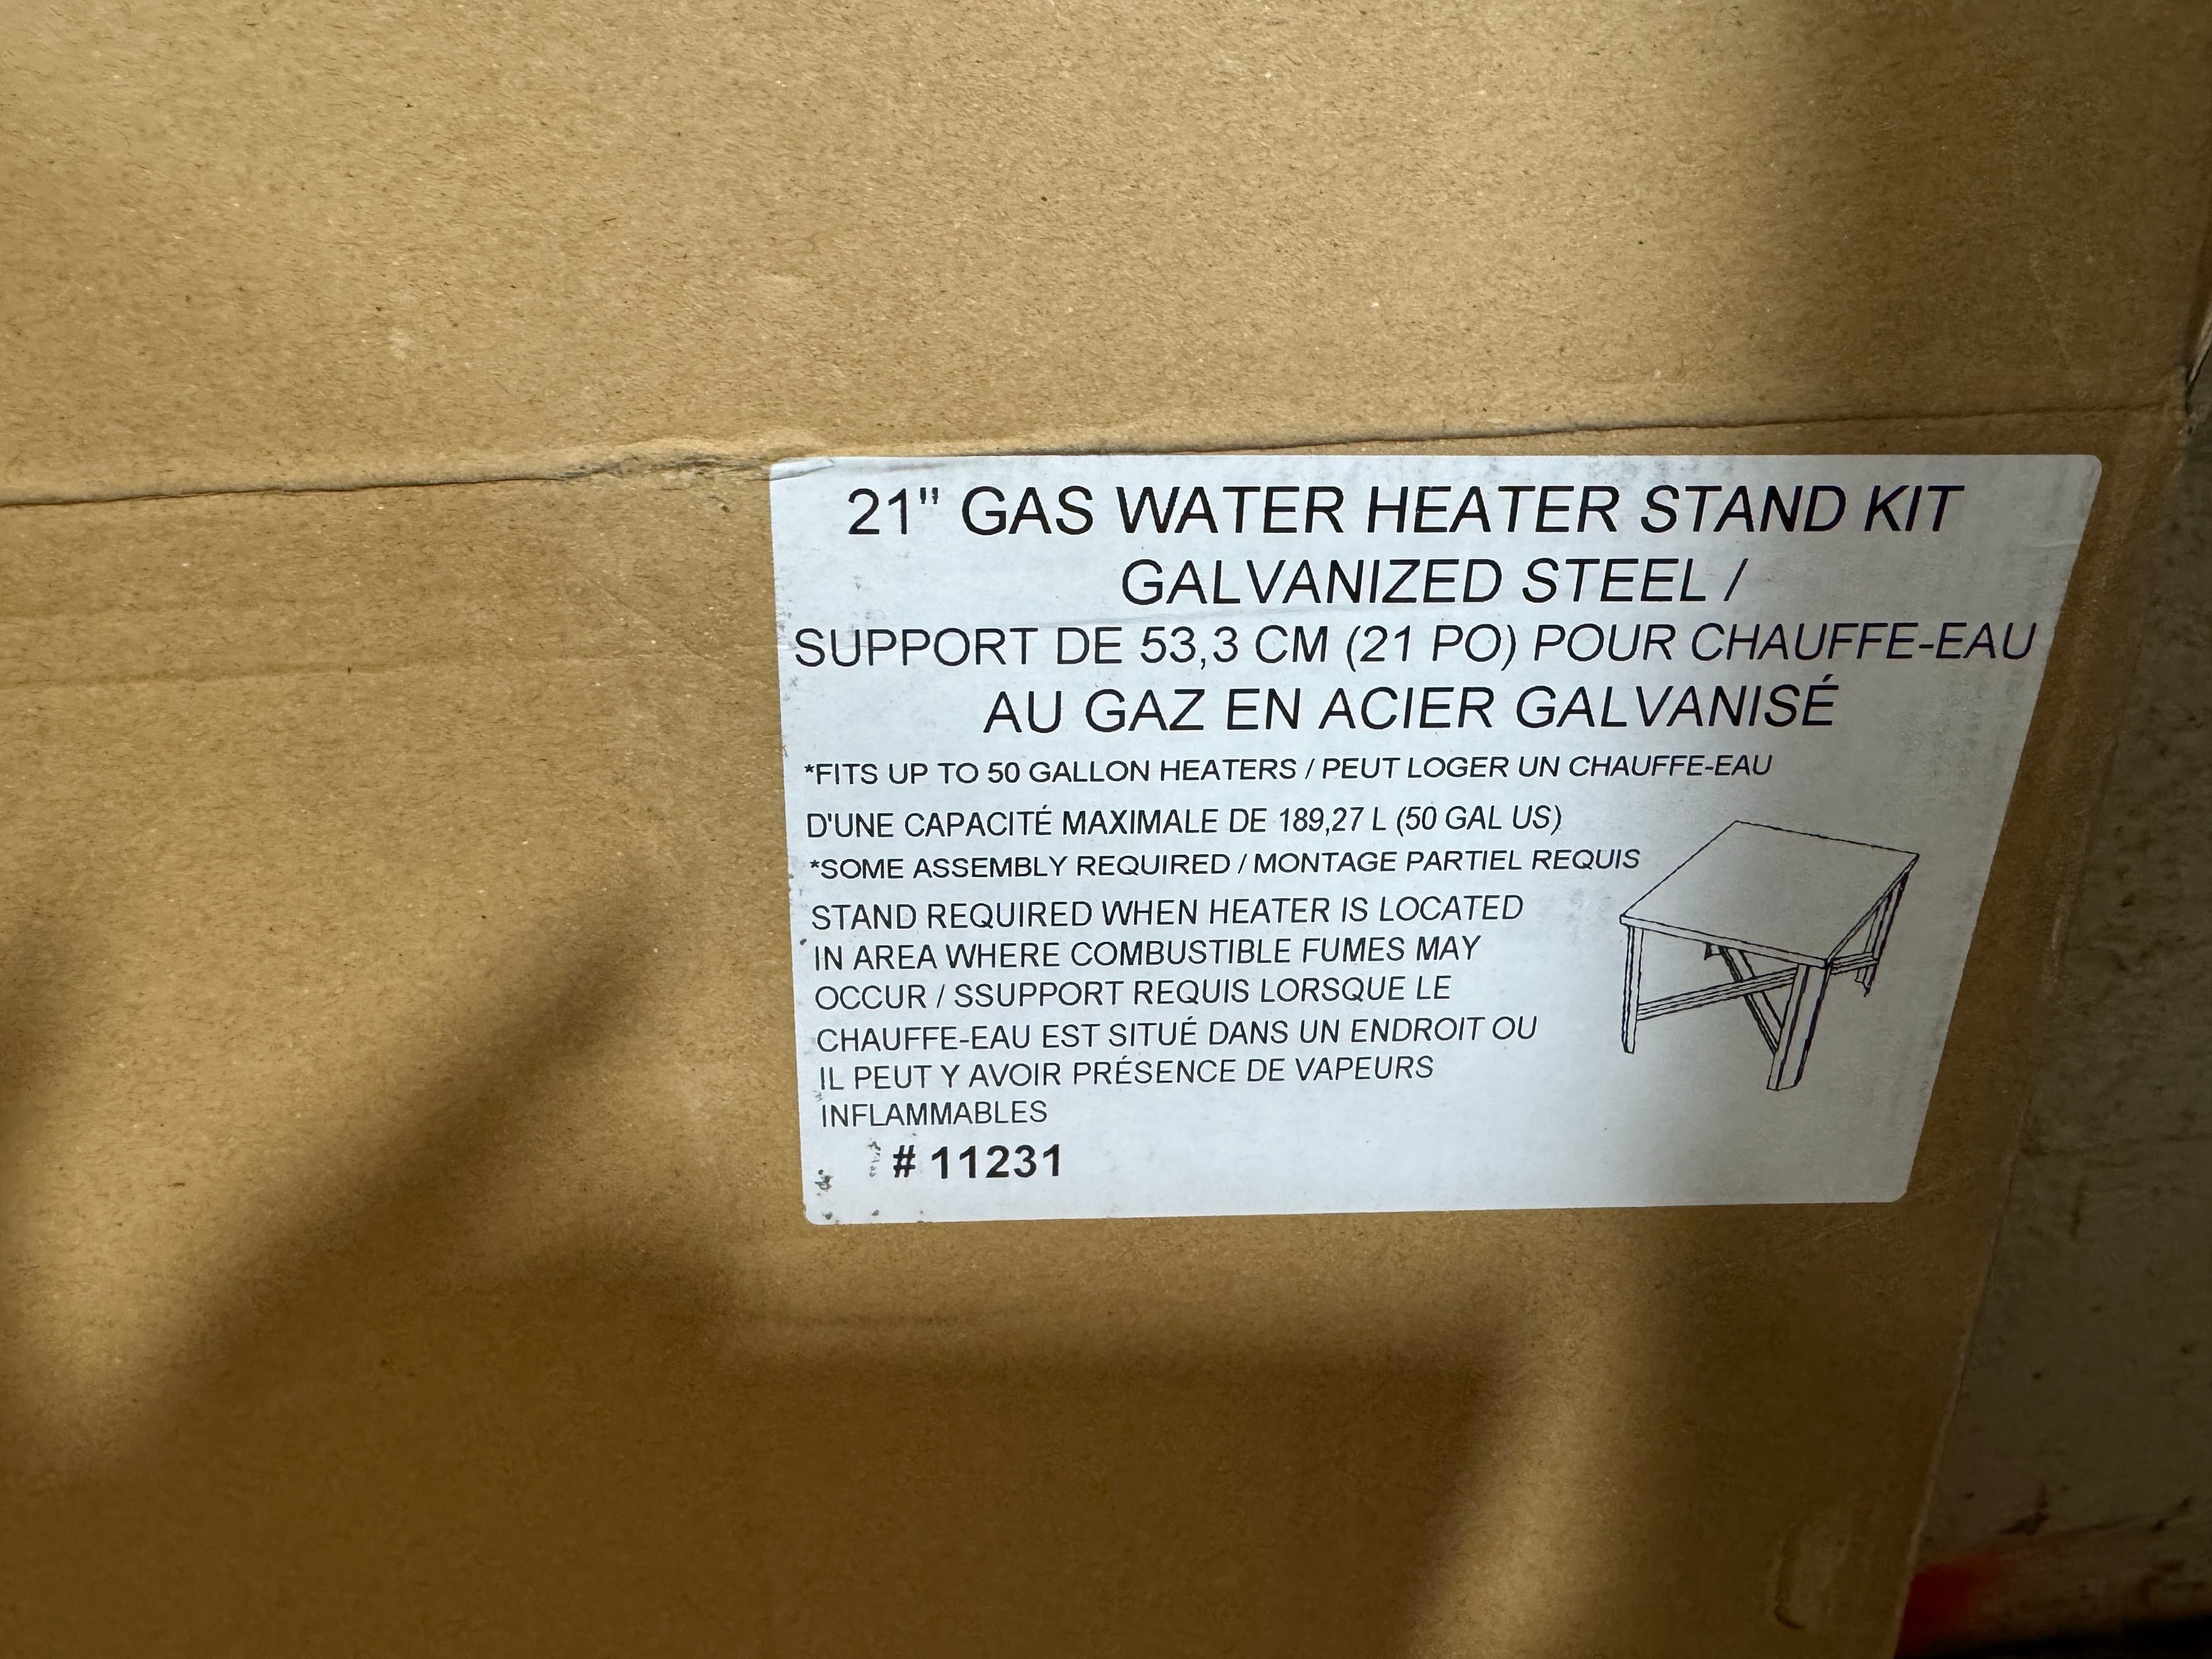 21" GAS WATER HEATER STAND KIT
GALVANIZED STEEL /
SUPPORT DE 53,3 CM (21 PO) POUR CHAUFFE-EAU
AU GAZ EN ACIER GALVANISÉ
*FITS UP TO 50 GALLON HEATERS / PEUT LOGER UN CHAUFFE-EAU
D'UNE CAPACITÉ MAXIMALE DE 189,27 L (50 GAL US)
*SOME ASSEMBLY REQUIRED / MONTAGE PARTIEL REQUIS
STAND REQUIRED WHEN HEATER IS LOCATED
IN AREA WHERE COMBUSTIBLE FUMES MAY
OCCUR / SSUPPORT REQUIS LORSQUE LE
CHAUFFE-EAU EST SITUÉ DANS UN ENDROIT OU
IL PEUT Y AVOIR PRÉSENCE DE VAPEURS
INFLAMMABLES
# 11231